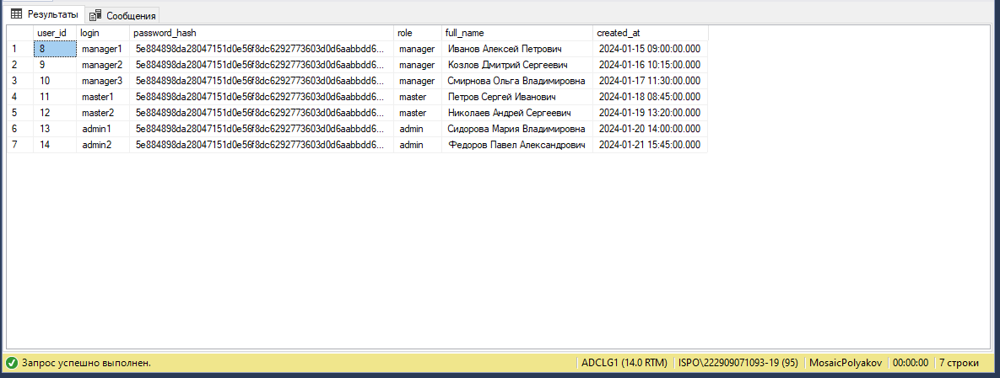 Результаты Сообщения
user_id login password_hash role full_name created_at
1 8 manager1 5e884898da28047151d0e56f8dc6292773603d0d6aabbdd6... manager Иванов Алексей Петрович 2024-01-15 09:00:00.000
2 9 manager2 5e884898da28047151d0e56f8dc6292773603d0d6aabbdd6... manager Козлов Дмитрий Сергеевич 2024-01-16 10:15:00.000
3 10 manager3 5e884898da28047151d0e56f8dc6292773603d0d6aabbdd6... manager Смирнова Ольга Владимировна 2024-01-17 11:30:00.000
4 11 master1 5e884898da28047151d0e56f8dc6292773603d0d6aabbdd6... master Петров Сергей Иванович 2024-01-18 08:45:00.000
5 12 master2 5e884898da28047151d0e56f8dc6292773603d0d6aabbdd6... master Николаев Андрей Сергеевич 2024-01-19 13:20:00.000
6 13 admin1 5e884898da28047151d0e56f8dc6292773603d0d6aabbdd6... admin Сидорова Мария Владимировна 2024-01-20 14:00:00.000
7 14 admin2 5e884898da28047151d0e56f8dc6292773603d0d6aabbdd6... admin Федоров Павел Александрович 2024-01-21 15:45:00.000
Запрос успешно выполнен. ADCLG1 (14.0 RTM) ISPO\222909071093-19 (95) MosaicPolyakov 00:00:00 7 строки